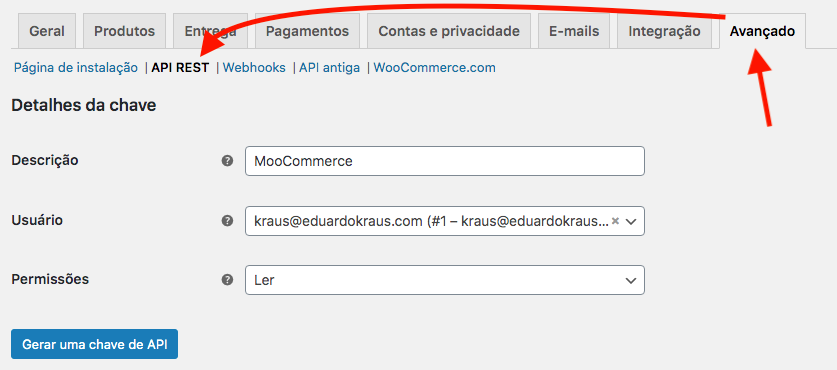 Geral Produtos Entrega Pagamentos Contas e privacidade E-mails Integração Avançado
Página de instalação | API REST | Webhooks | API antiga | WooCommerce.com
Detalhes da chave
Descrição ? MooCommerce
Usuário ? kraus@eduardokraus.com (#1 – kraus@eduardokraus... ×
Permissões ? Ler
Gerar uma chave de API